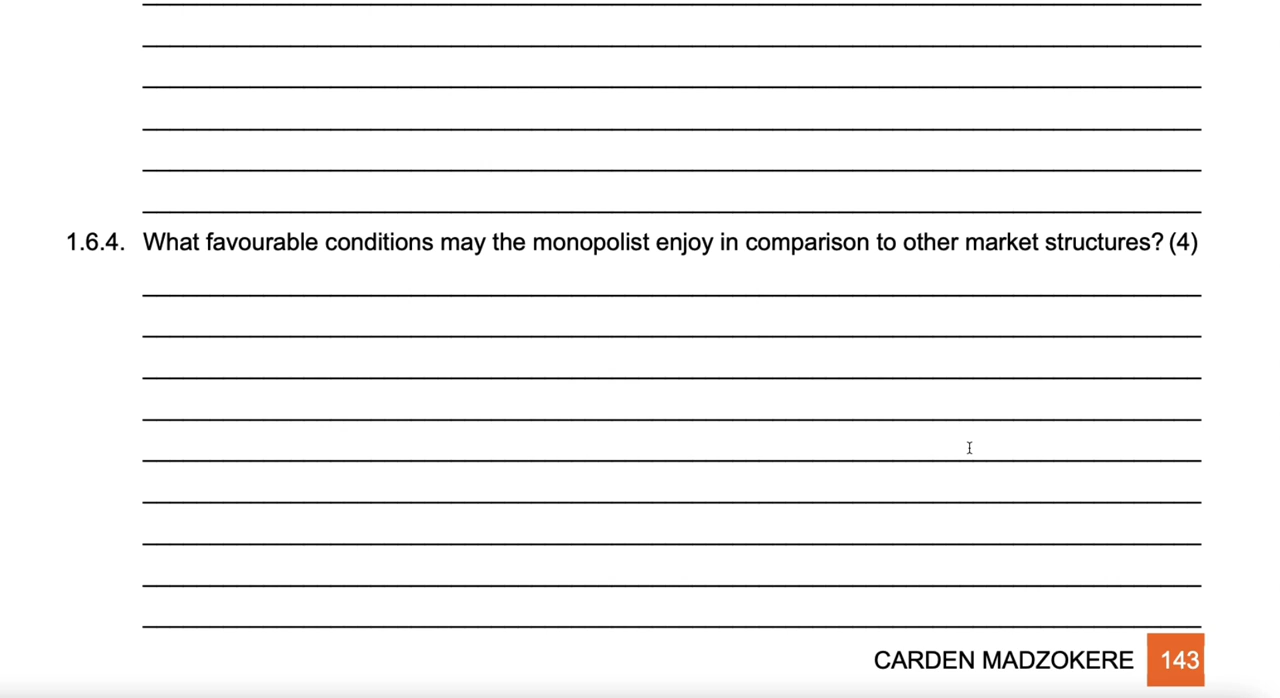 1.6.4. What favourable conditions may the monopolist enjoy in comparison to other market structures? (4)
CARDEN MADZOKERE 143